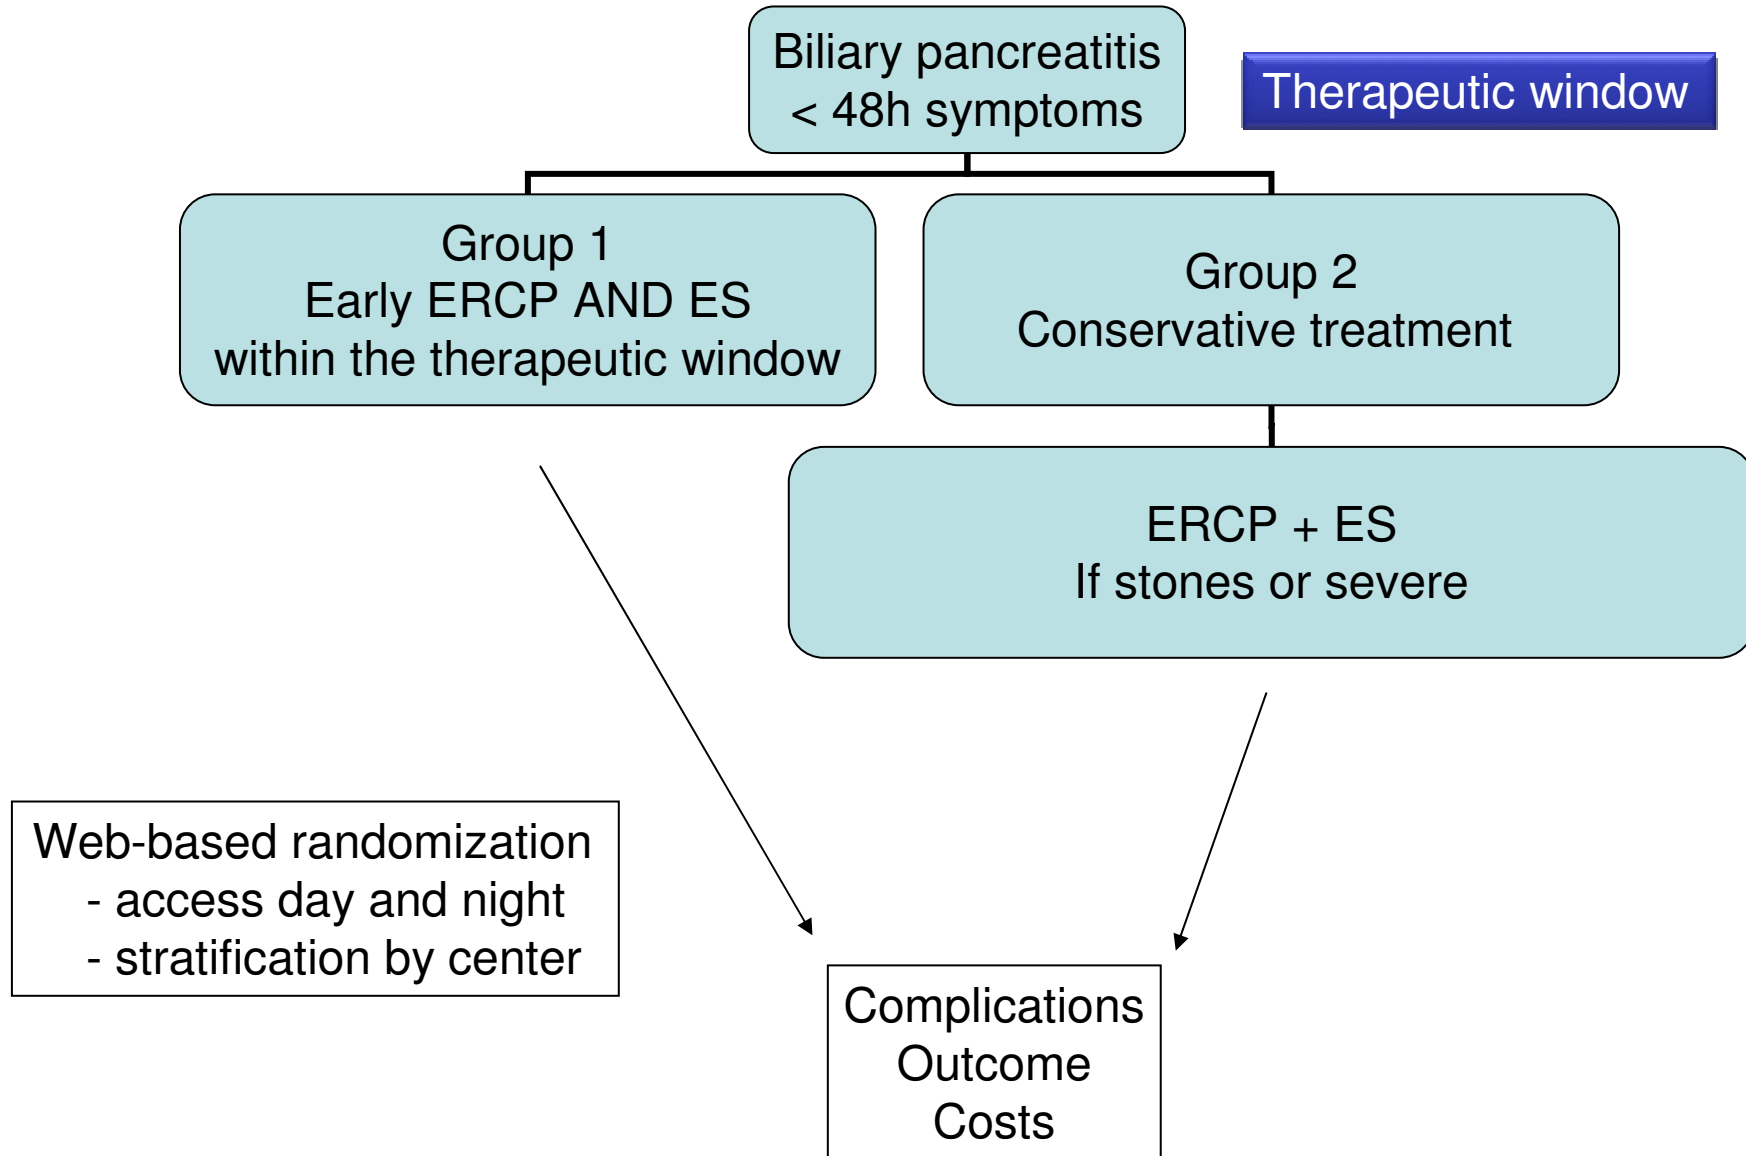 Biliary pancreatitis
< 48h symptoms
Therapeutic window
Group 1
Early ERCP AND ES
within the therapeutic window
Group 2
Conservative treatment
ERCP + ES
If stones or severe
Web-based randomization
- access day and night
- stratification by center
Complications
Outcome
Costs